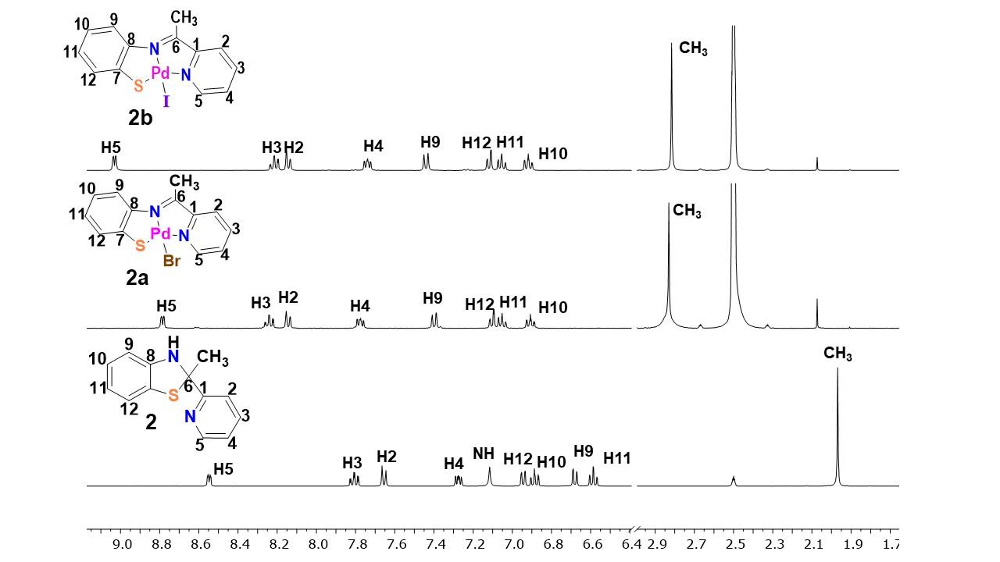 CH3
10
9
8
N
6
1
2
11
3
12
7
S
Pd
N
5
4
I
2b
CH3
H5
H3
H2
H4
H9
H12
H11
H10
CH3
10
9
8
N
6
1
2
11
3
12
7
S
Pd
N
5
4
Br
2a
CH3
H5
H3
H2
H4
H9
H12
H11
H10
H
N
CH3
9
8
10
6
1
2
11
S
12
N
3
5
4
2
CH3
H5
H3
H2
H4
NH
H12
H10
H9
H11
9.0 8.8 8.6 8.4 8.2 8.0 7.8 7.6 7.4 7.2 7.0 6.8 6.6 6.4 2.9 2.7 2.5 2.3 2.1 1.9 1.7